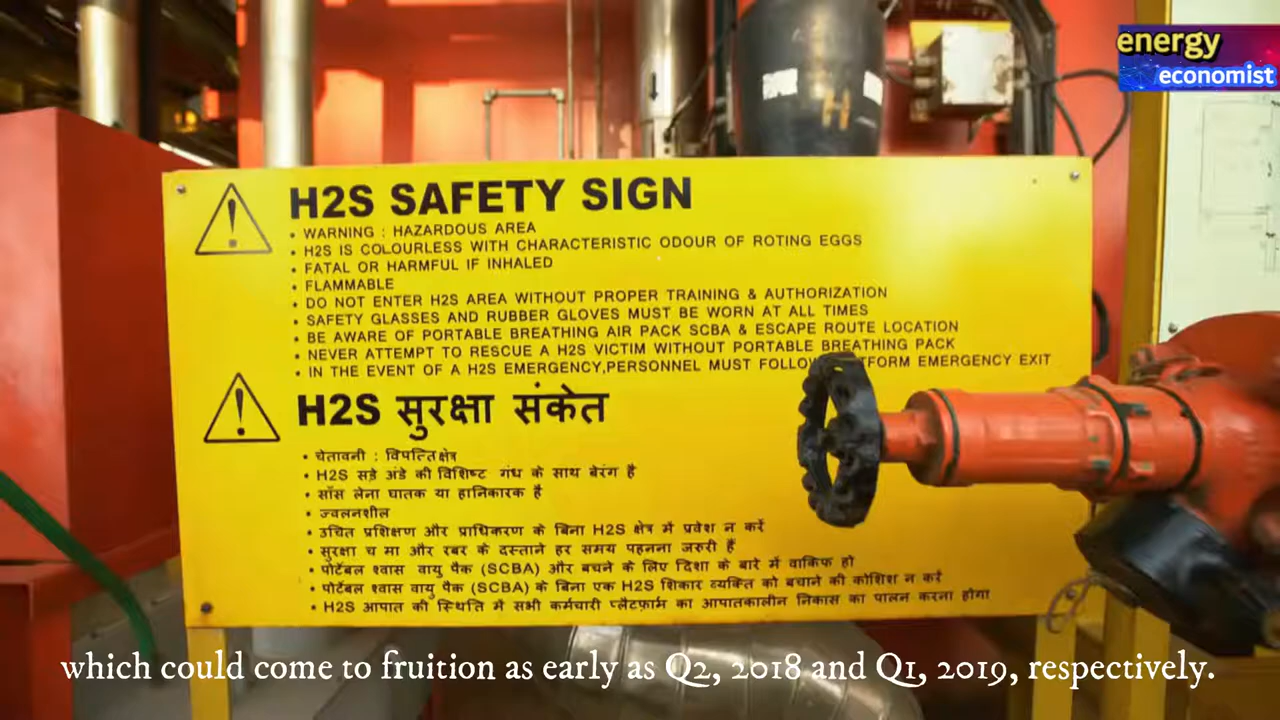 energy
economist
H2S SAFETY SIGN
• WARNING : HAZARDOUS AREA
• H2S IS COLOURLESS WITH CHARACTERISTIC ODOUR OF ROTING EGGS
• FATAL OR HARMFUL IF INHALED
• FLAMMABLE
• DO NOT ENTER H2S AREA WITHOUT PROPER TRAINING & AUTHORIZATION
• SAFETY GLASSES AND RUBBER GLOVES MUST BE WORN AT ALL TIMES
• BE AWARE OF PORTABLE BREATHING AIR PACK SCBA & ESCAPE ROUTE LOCATION
• NEVER ATTEMPT TO RESCUE A H2S VICTIM WITHOUT PORTABLE BREATHING PACK
• IN THE EVENT OF A H2S EMERGENCY,PERSONNEL MUST EMERGENCY EXIT
H2S सुरक्षा संकेत
• चेतावनी : विपत्तिक्षेत्र
• H2S सड़े अंडे की विशिष्ट गंध के साथ बेरंग है
• साँस लेना घातक या हानिकारक है
• ज्वलनशील
• उचित प्रशिक्षण और प्राधिकरण के बिना H2S क्षेत्र में प्रवेश न करें
• सुरक्षा च मा और रबर के दस्ताने हर समय पहनना जरुरी हैं
• पोर्टेबल श्वास वायु पैक (SCBA) और बचने के लिए दिशा के बारे में वाकिफ हो
• पोर्टेबल श्वास वायु पैक (SCBA) के बिना एक H2S शिकार व्यक्ति को बचाने की कोशिश न करें
• H2S आपात की स्थिति में सभी कर्मचारी प्लेटफ़ार्म का आपातकालीन निकास का पालन करना होगा
which could come to fruition as early as Q2, 2018 and Q1, 2019, respectively.